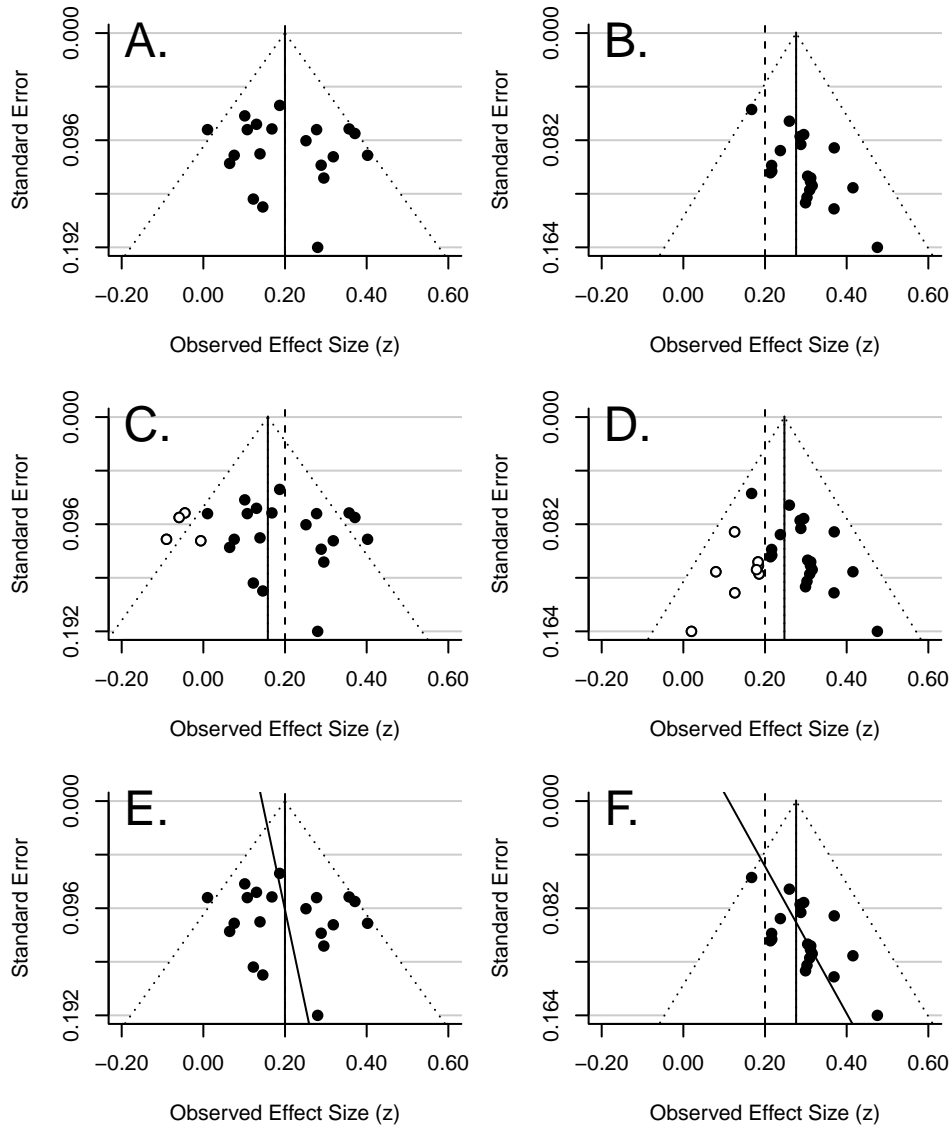 A.
Standard Error
0.000
0.096
0.192
−0.20 0.00 0.20 0.40 0.60
Observed Effect Size (z)
B.
Standard Error
0.000
0.082
0.164
−0.20 0.00 0.20 0.40 0.60
Observed Effect Size (z)
C.
Standard Error
0.000
0.096
0.192
−0.20 0.00 0.20 0.40 0.60
Observed Effect Size (z)
D.
Standard Error
0.000
0.082
0.164
−0.20 0.00 0.20 0.40 0.60
Observed Effect Size (z)
E.
Standard Error
0.000
0.096
0.192
−0.20 0.00 0.20 0.40 0.60
Observed Effect Size (z)
F.
Standard Error
0.000
0.082
0.164
−0.20 0.00 0.20 0.40 0.60
Observed Effect Size (z)